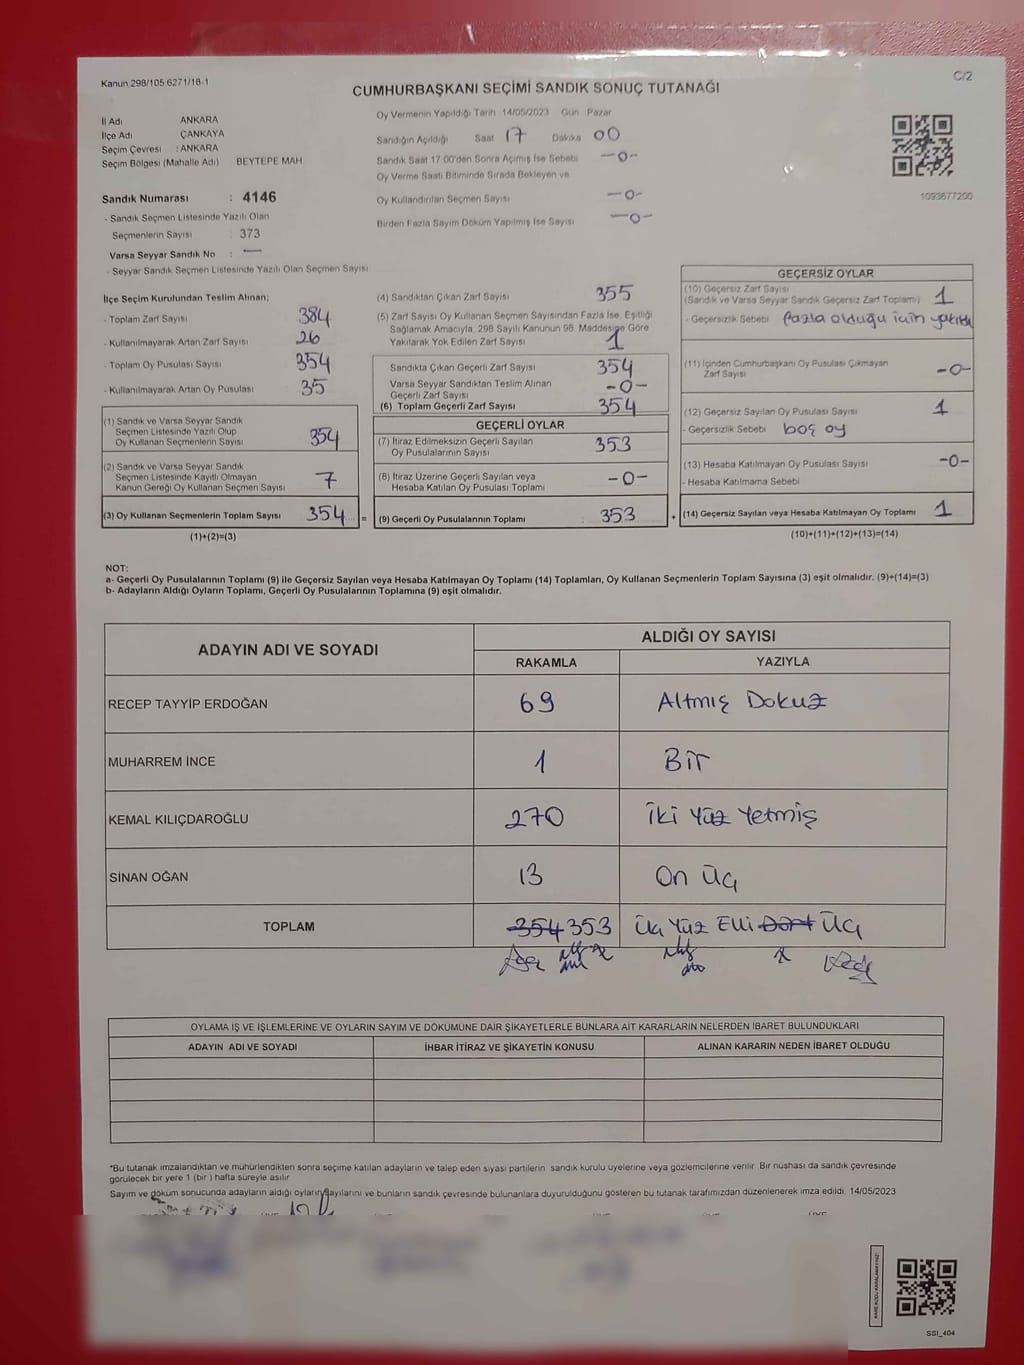 Kanun:298/105:6271/18-1
C/2
CUMHURBAŞKANI SEÇİMİ SANDIK SONUÇ TUTANAĞI
İl Adı ANKARA
İlçe Adı ÇANKAYA
Seçim Çevresi : ANKARA
Seçim Bölgesi (Mahalle Adı) BEYTEPE MAH.
Sandık Numarası : 4146
- Sandık Seçmen Listesinde Yazılı Olan
Seçmenlerin Sayısı : 373
Varsa Seyyar Sandık No : —
- Seyyar Sandık Seçmen Listesinde Yazılı Olan Seçmen Sayısı
Oy Vermenin Yapıldığı Tarih 14/05/2023 Gün Pazar
Sandığın Açıldığı Saat 17 Dakika 00
Sandık Saat 17:00'den Sonra Açılmış İse Sebebi -0-
Oy Verme Saati Bitiminde Sırada Bekleyen ve
Oy Kullandırılan Seçmen Sayısı -0-
Birden Fazla Sayım Döküm Yapılmış İse Sayısı -0-
1093677200
İlçe Seçim Kurulundan Teslim Alınan;
- Toplam Zarf Sayısı 384
- Kullanılmayarak Artan Zarf Sayısı 26
- Toplam Oy Pusulası Sayısı 354
- Kullanılmayarak Artan Oy Pusulası 35
(1) Sandık ve Varsa Seyyar Sandık
Seçmen Listesinde Yazılı Olup
Oy Kullanan Seçmenlerin Sayısı 354
(2) Sandık ve Varsa Seyyar Sandık
Seçmen Listesinde Kayıtlı Olmayan
Kanun Gereği Oy Kullanan Seçmen Sayısı 7
(3) Oy Kullanan Seçmenlerin Toplam Sayısı 354
(1)+(2)=(3)
(4) Sandıktan Çıkan Zarf Sayısı 355
(5) Zarf Sayısı Oy Kullanan Seçmen Sayısından Fazla İse, Eşitliği
Sağlamak Amacıyla, 298 Sayılı Kanunun 98. Maddesine Göre
Yakılarak Yok Edilen Zarf Sayısı 1
Sandıkta Çıkan Geçerli Zarf Sayısı 354
Varsa Seyyar Sandıktan Teslim Alınan
Geçerli Zarf Sayısı -0-
(6) Toplam Geçerli Zarf Sayısı 354
GEÇERLİ OYLAR
(7) İtiraz Edilmeksizin Geçerli Sayılan
Oy Pusulalarının Sayısı 353
(8) İtiraz Üzerine Geçerli Sayılan veya
Hesaba Katılan Oy Pusulası Toplamı -0-
= (9) Geçerli Oy Pusulalarının Toplamı 353
GEÇERSİZ OYLAR
(10) Geçersiz Zarf Sayısı
(Sandık ve Varsa Seyyar Sandık Geçersiz Zarf Toplamı) 1
- Geçersizlik Sebebi fazla olduğu için yakıldı
(11) İçinden Cumhurbaşkanı Oy Pusulası Çıkmayan
Zarf Sayısı -0-
(12) Geçersiz Sayılan Oy Pusulası Sayısı 1
- Geçersizlik Sebebi boş oy
(13) Hesaba Katılmayan Oy Pusulası Sayısı -0-
- Hesaba Katılmama Sebebi
+ (14) Geçersiz Sayılan veya Hesaba Katılmayan Oy Toplamı 1
(10)+(11)+(12)+(13)=(14)
NOT:
a- Geçerli Oy Pusulalarının Toplamı (9) ile Geçersiz Sayılan veya Hesaba Katılmayan Oy Toplamı (14) Toplamları, Oy Kullanan Seçmenlerin Toplam Sayısına (3) eşit olmalıdır. (9)+(14)=(3)
b- Adayların Aldığı Oyların Toplamı, Geçerli Oy Pusulalarının Toplamına (9) eşit olmalıdır.
ADAYIN ADI VE SOYADI ALDIĞI OY SAYISI
RAKAMLA YAZIYLA
RECEP TAYYİP ERDOĞAN 69 Altmış Dokuz
MUHARREM İNCE 1 Bir
KEMAL KILIÇDAROĞLU 270 İki Yüz Yetmiş
SİNAN OĞAN 13 On Üç
TOPLAM 354 353 Üç Yüz Elli Dört Üç
OYLAMA İŞ VE İŞLEMLERİNE VE OYLARIN SAYIM VE DÖKÜMÜNE DAİR ŞİKAYETLERLE BUNLARA AİT KARARLARIN NELERDEN İBARET BULUNDUKLARI
ADAYIN ADI VE SOYADI İHBAR İTİRAZ VE ŞİKAYETİN KONUSU ALINAN KARARIN NEDEN İBARET OLDUĞU
*Bu tutanak imzalandıktan ve mühürlendikten sonra seçime katılan adayların ve talep eden siyasi partilerin sandık kurulu üyelerine veya gözlemcilerine verilir. Bir nüshası da sandık çevresinde
görülecek bir yere 1 (bir) hafta süreyle asılır
Sayım ve döküm sonucunda adayların aldığı oyların sayılarını ve bunların sandık çevresinde bulunanlara duyurulduğunu gösteren bu tutanak tarafımızdan düzenlenerek imza edildi. 14/05/2023
SSI_404